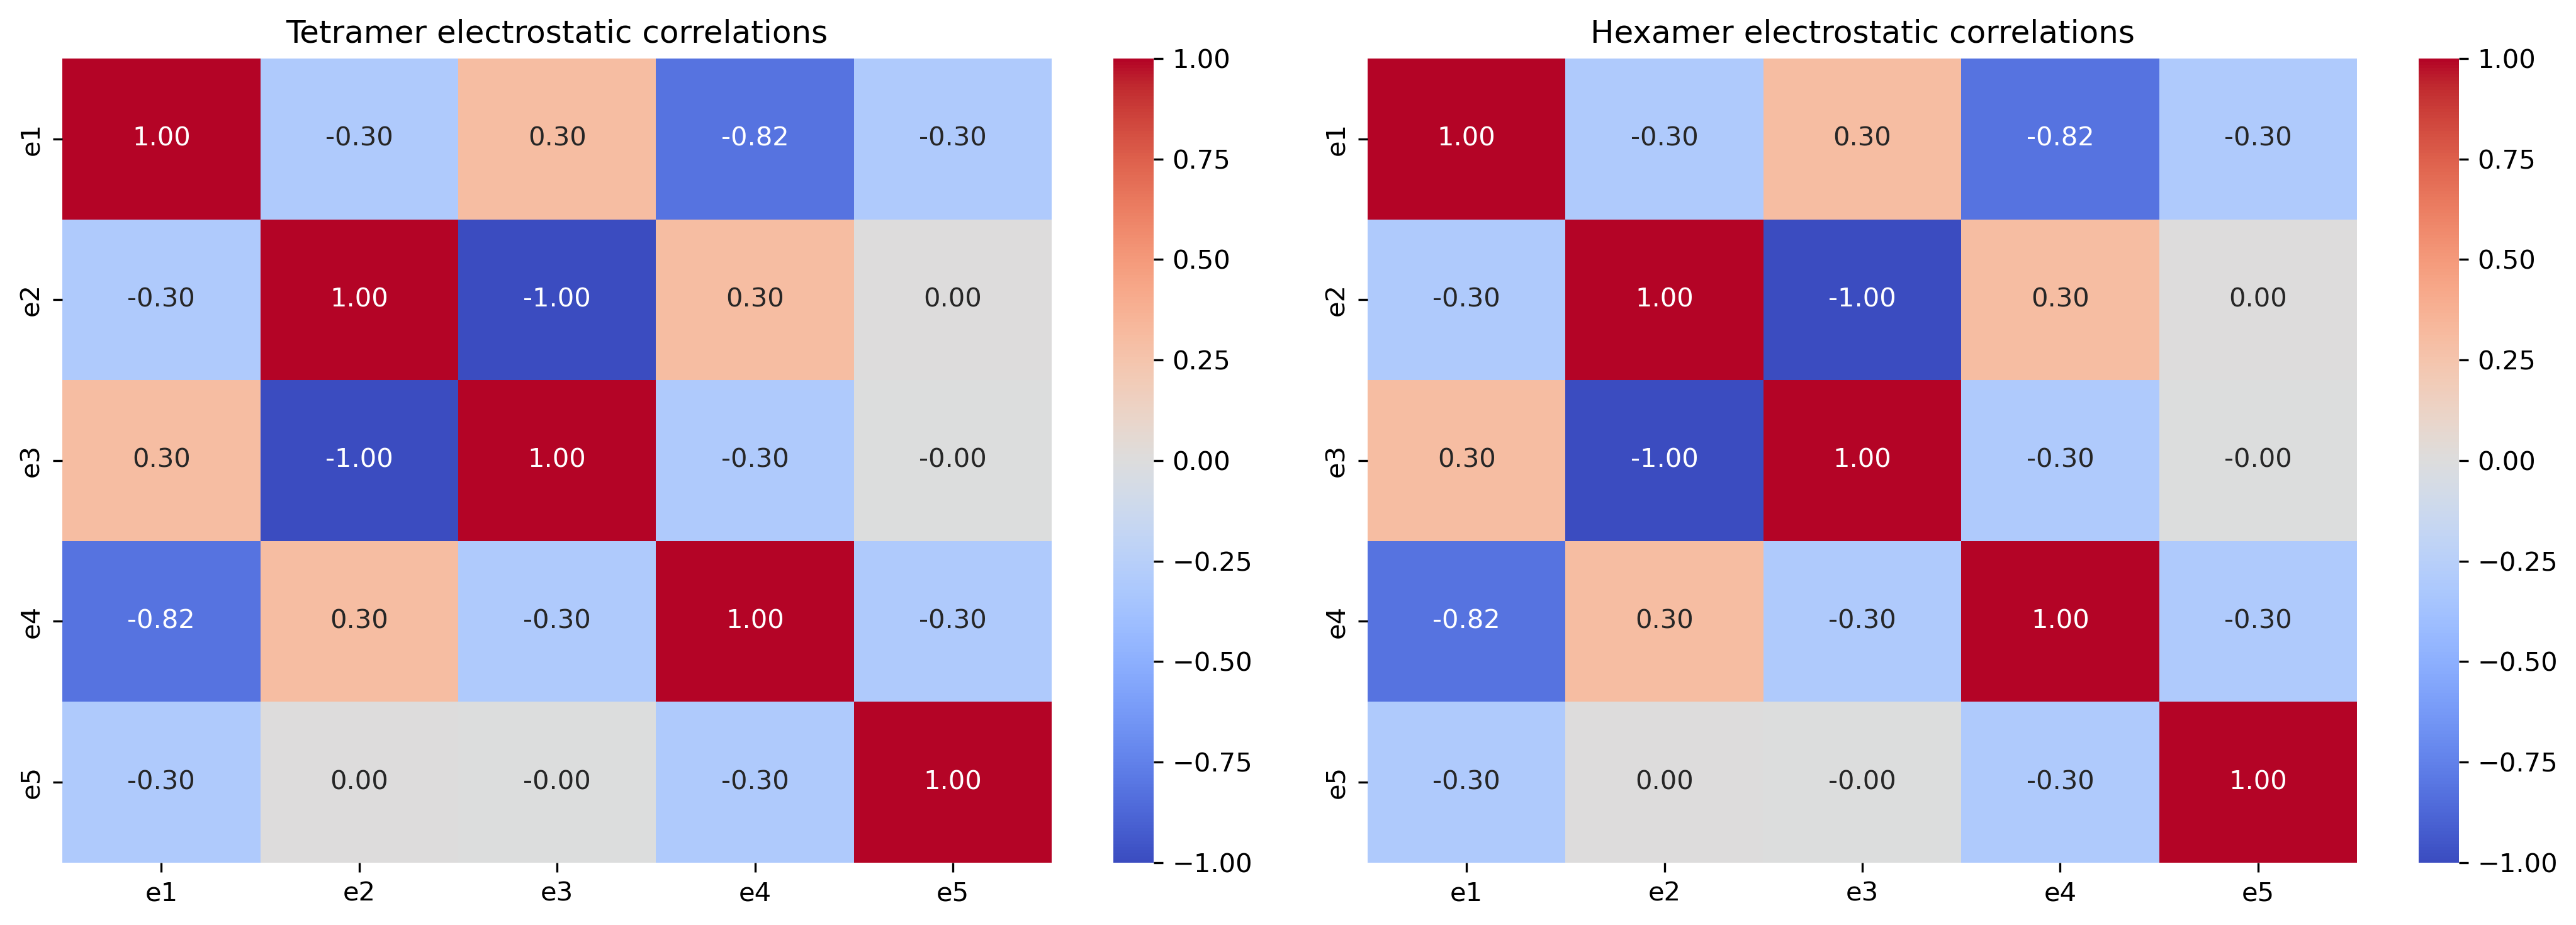 Tetramer electrostatic correlations
e1 1.00 -0.30 0.30 -0.82 -0.30
e2 -0.30 1.00 -1.00 0.30 0.00
e3 0.30 -1.00 1.00 -0.30 -0.00
e4 -0.82 0.30 -0.30 1.00 -0.30
e5 -0.30 0.00 -0.00 -0.30 1.00
e1 e2 e3 e4 e5
1.00
0.75
0.50
0.25
0.00
−0.25
−0.50
−0.75
−1.00
Hexamer electrostatic correlations
e1 1.00 -0.30 0.30 -0.82 -0.30
e2 -0.30 1.00 -1.00 0.30 0.00
e3 0.30 -1.00 1.00 -0.30 -0.00
e4 -0.82 0.30 -0.30 1.00 -0.30
e5 -0.30 0.00 -0.00 -0.30 1.00
e1 e2 e3 e4 e5
1.00
0.75
0.50
0.25
0.00
−0.25
−0.50
−0.75
−1.00